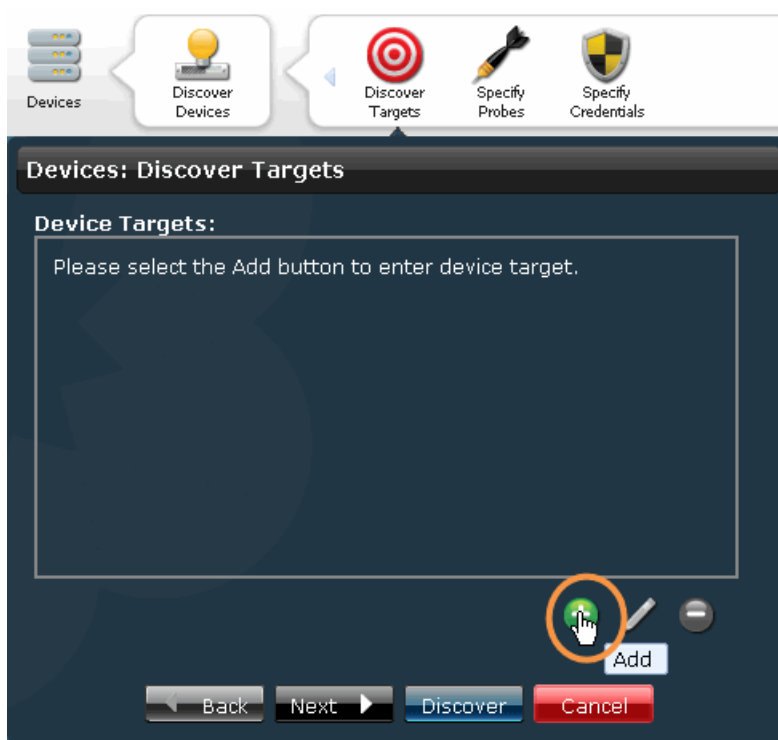 Devices
Discover
Devices
Discover
Targets
Specify
Probes
Specify
Credentials
Devices: Discover Targets
Device Targets:
Please select the Add button to enter device target.
Add
Back
Next
Discover
Cancel